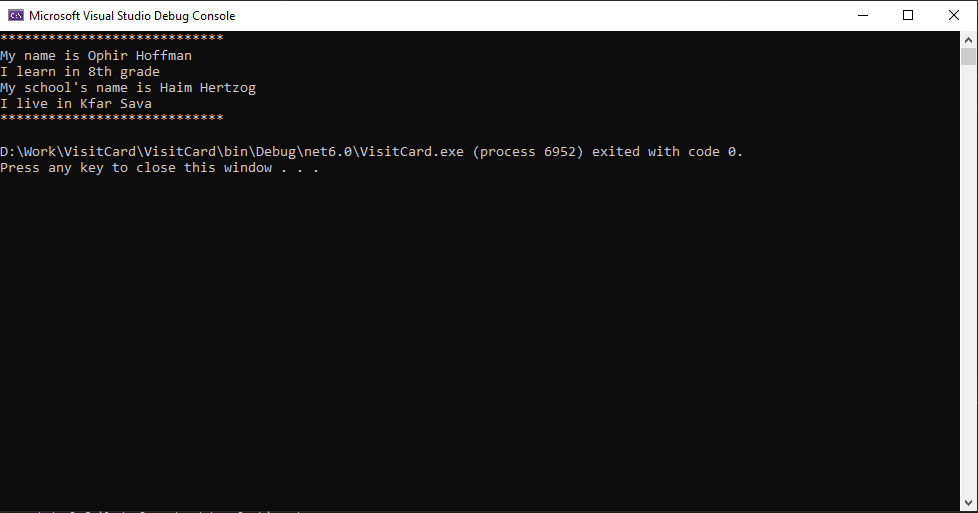 Microsoft Visual Studio Debug Console
****************************
My name is Ophir Hoffman
I learn in 8th grade
My school's name is Haim Hertzog
I live in Kfar Sava
****************************
D:\Work\VisitCard\VisitCard\bin\Debug\net6.0\VisitCard.exe (process 6952) exited with code 0.
Press any key to close this window . . .